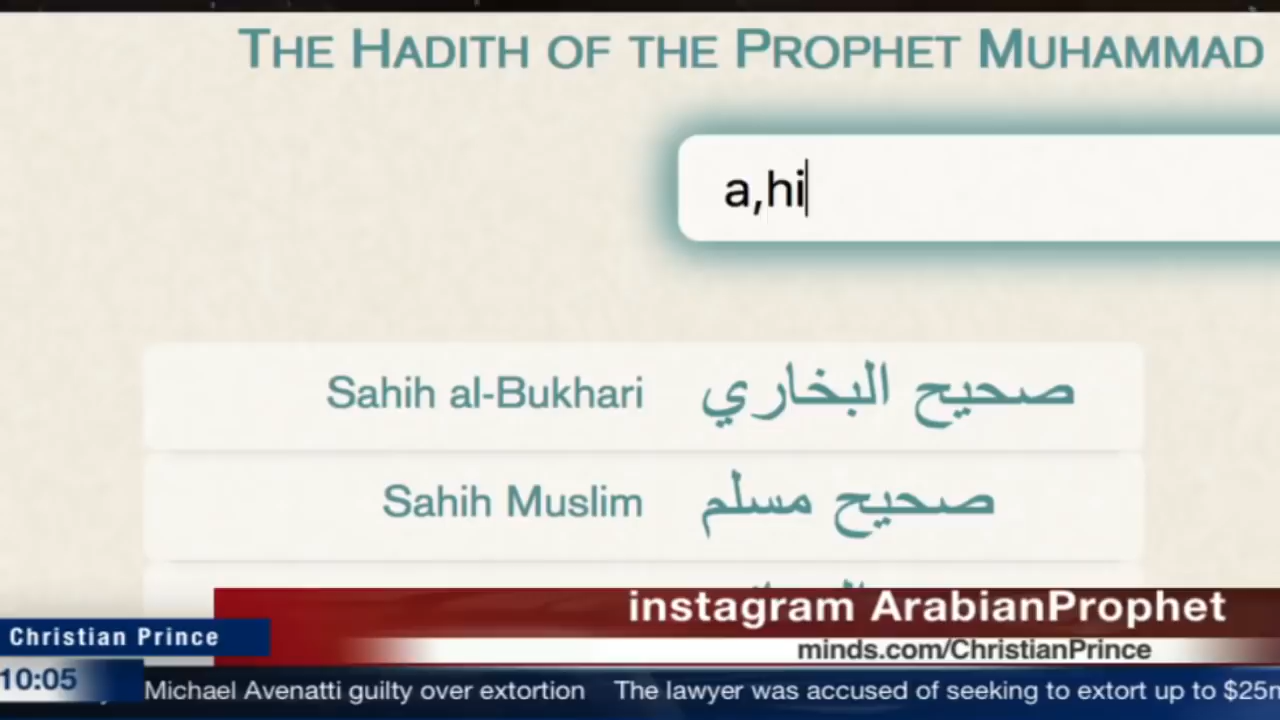 THE HADITH OF THE PROPHET MUHAMMAD
a,hi
Sahih al-Bukhari صحيح البخاري
Sahih Muslim صحيح مسلم
instagram ArabianProphet
Christian Prince
minds.com/ChristianPrince
10:05
Michael Avenatti guilty over extortion The lawyer was accused of seeking to extort up to $25m